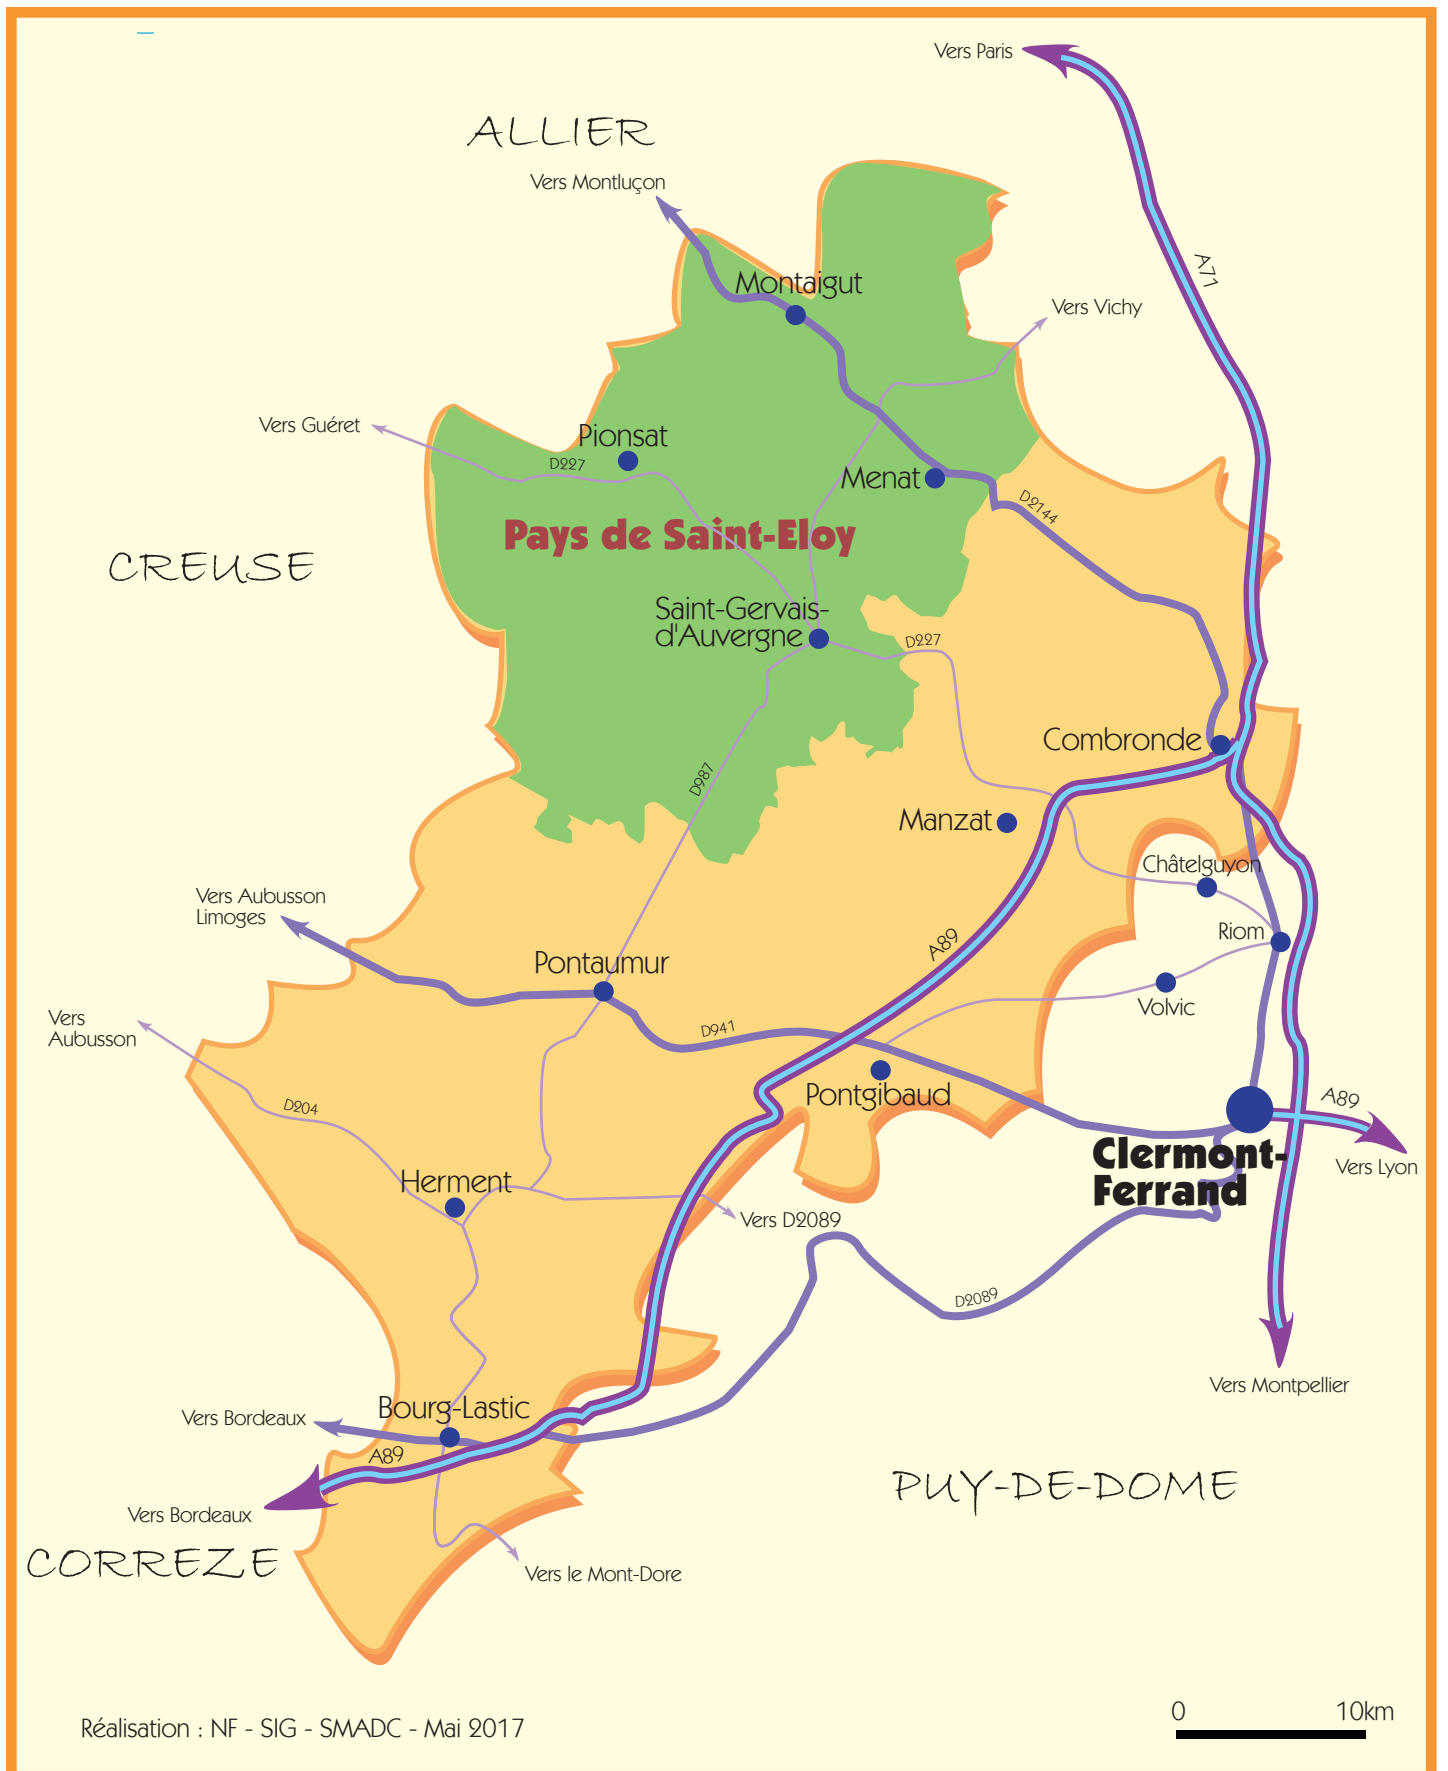 Vers Paris
ALLIER
Vers Montluçon
A71
Montaigut
Vers Vichy
Vers Guéret
Pionsat
D227
Menat
D2144
Pays de Saint-Eloy
CREUSE
Saint-Gervais-
d'Auvergne
D227
Combronde
D987
Manzat
Châtelguyon
Vers Aubusson
Limoges
Riom
A89
Pontaumur
Volvic
Vers
Aubusson
D941
Pontgibaud
D204
A89
Clermont-
Ferrand
Vers Lyon
Herment
Vers D2089
D2089
Vers Montpellier
Bourg-Lastic
Vers Bordeaux
A89
PUY-DE-DOME
Vers Bordeaux
CORREZE
Vers le Mont-Dore
0 10km
Réalisation : NF - SIG - SMADC - Mai 2017